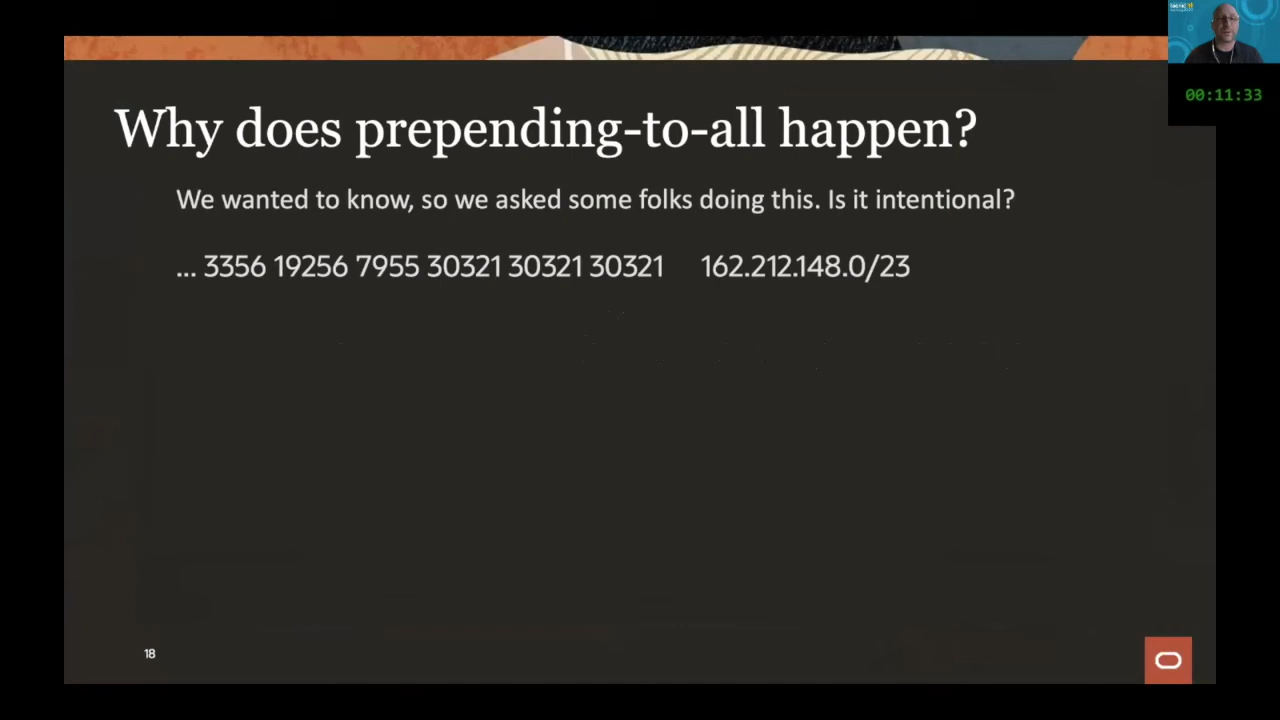 Why does prepending-to-all happen?
We wanted to know, so we asked some folks doing this. Is it intentional?
... 3356 19256 7955 30321 30321 30321 162.212.148.0/23
18
00:11:33